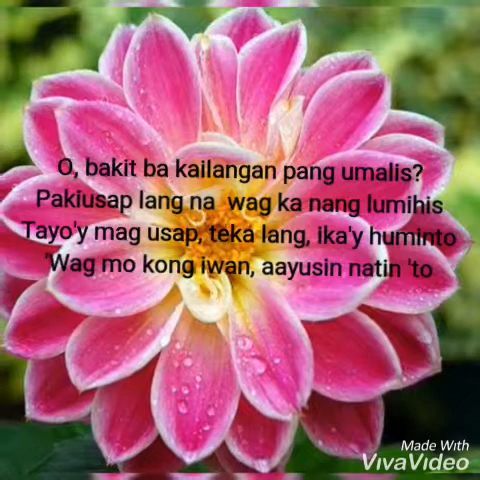 O, bakit ba kailangan pang umalis?
Pakiusap lang na wag ka nang lumihis
Tayo'y mag usap, teka lang, ika'y huminto
'Wag mo kong iwan, aayusin natin 'to
Made With
VivaVideo